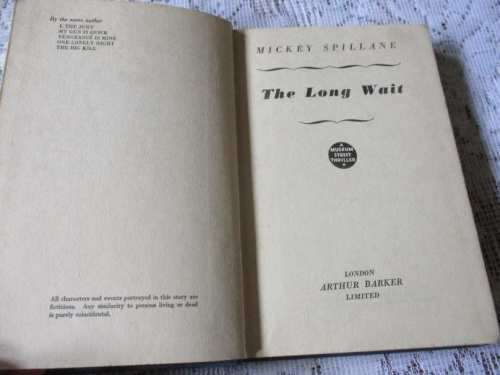 By the same author
I, THE JURY
MY GUN IS QUICK
VENGEANCE IS MINE
ONE LONELY NIGHT
THE BIG KILL
All characters and events portrayed in this story are
fictitious. Any similarity to persons living or dead
is purely coincidental.
MICKEY SPILLANE
The Long Wait
A
MUSEUM
STREET
THRILLER
LONDON
ARTHUR BARKER
LIMITED